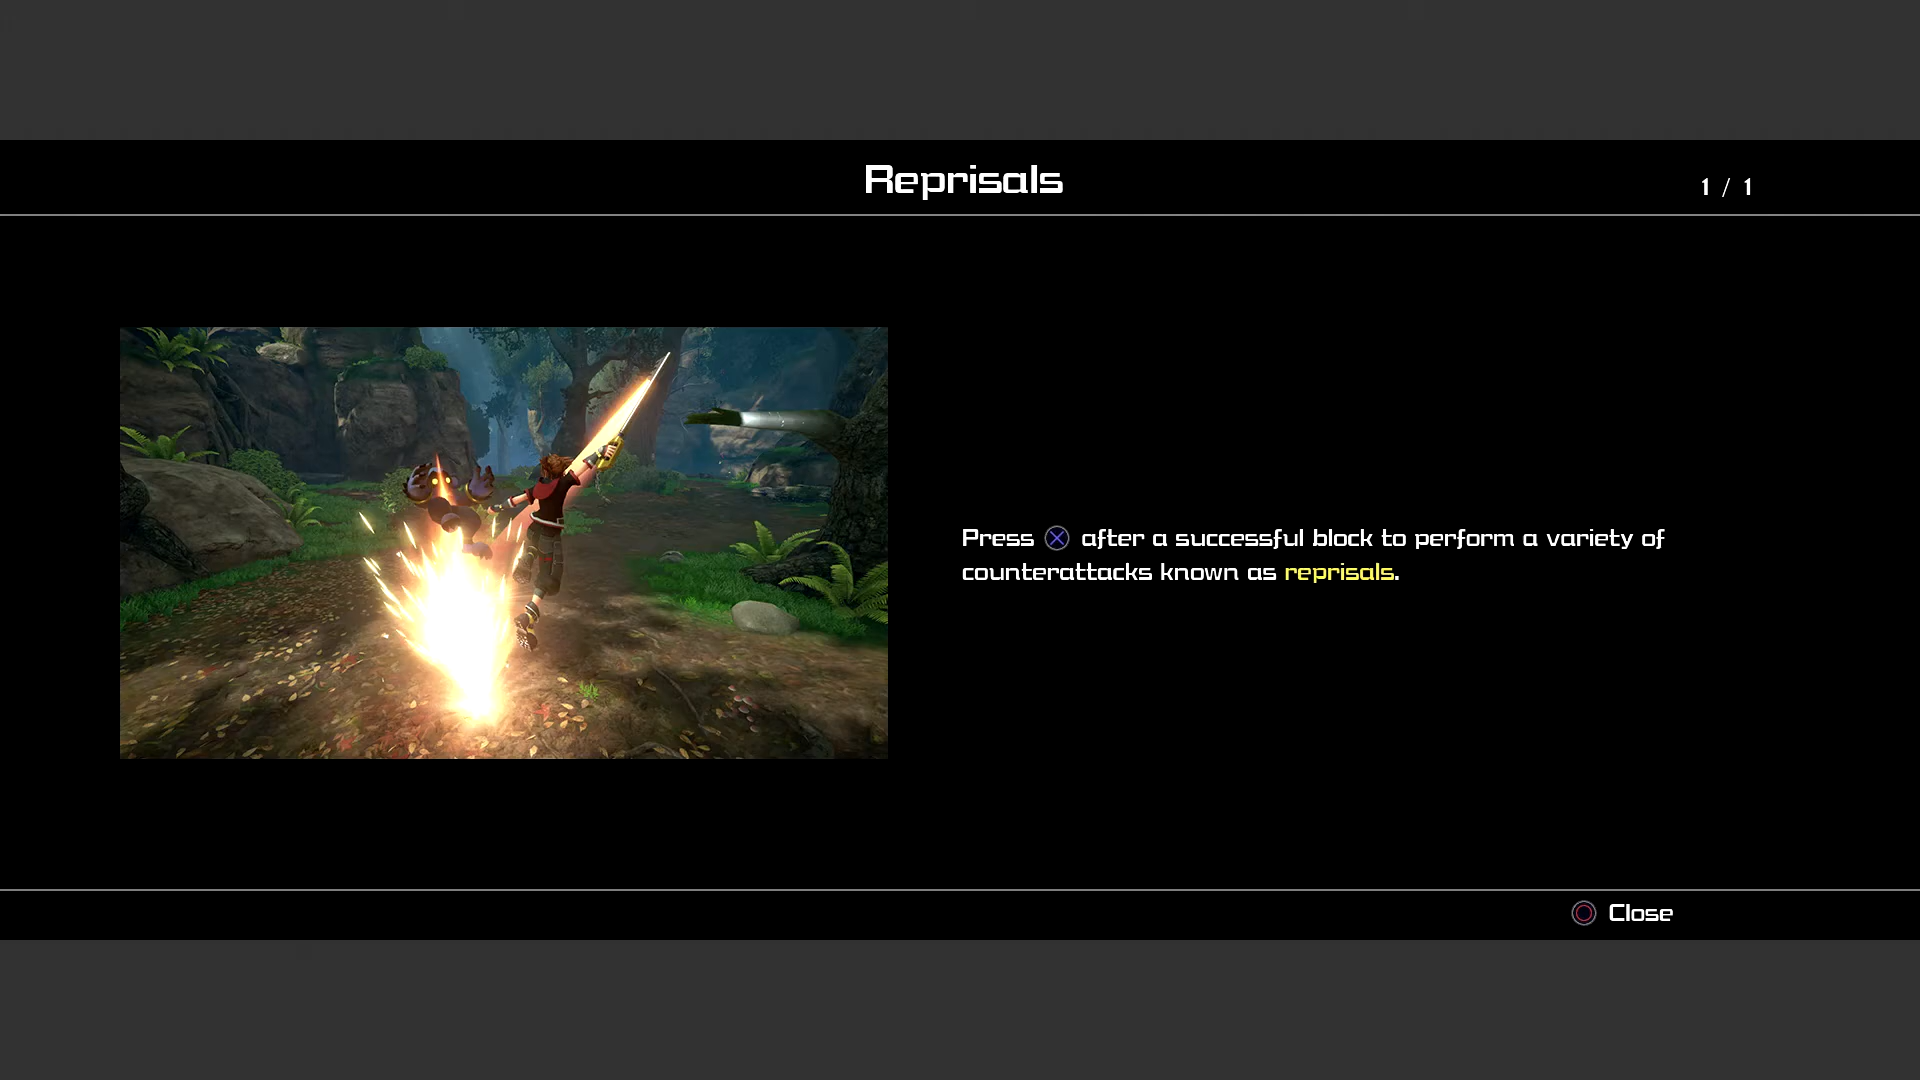 Reprisals
1 / 1
Press ⓧ after a successful block to perform a variety of
counterattacks known as reprisals.
Close